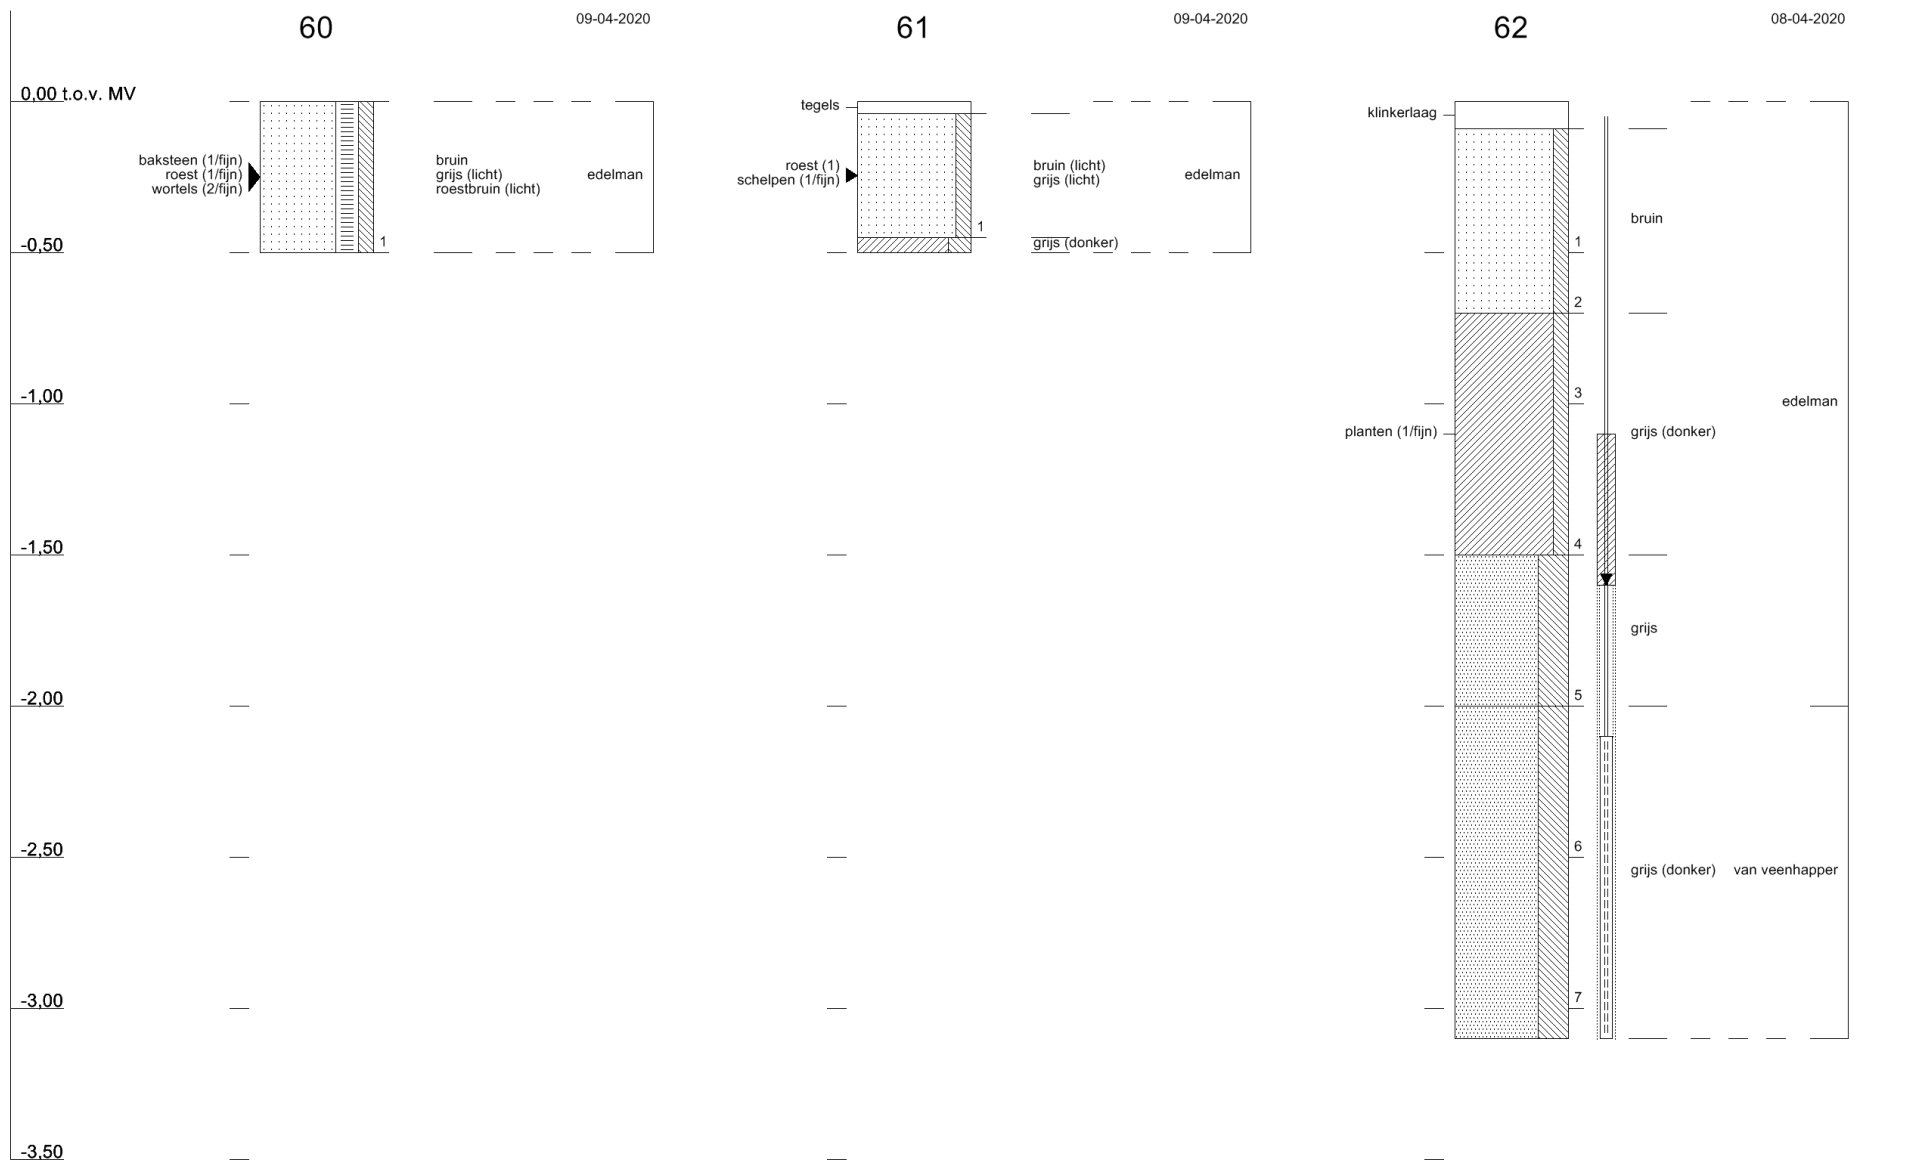 60
09-04-2020
61
09-04-2020
62
08-04-2020
0,00 t.o.v. MV
-0,50
-1,00
-1,50
-2,00
-2,50
-3,00
-3,50
baksteen (1/fijn)
roest (1/fijn)
wortels (2/fijn)
1
bruin
grijs (licht)
roestbruin (licht)
edelman
tegels
roest (1)
schelpen (1/fijn)
1
bruin (licht)
grijs (licht)
grijs (donker)
edelman
klinkerlaag
planten (1/fijn)
1
2
3
4
5
6
7
bruin
grijs (donker)
grijs
grijs (donker)
edelman
van veenhapper